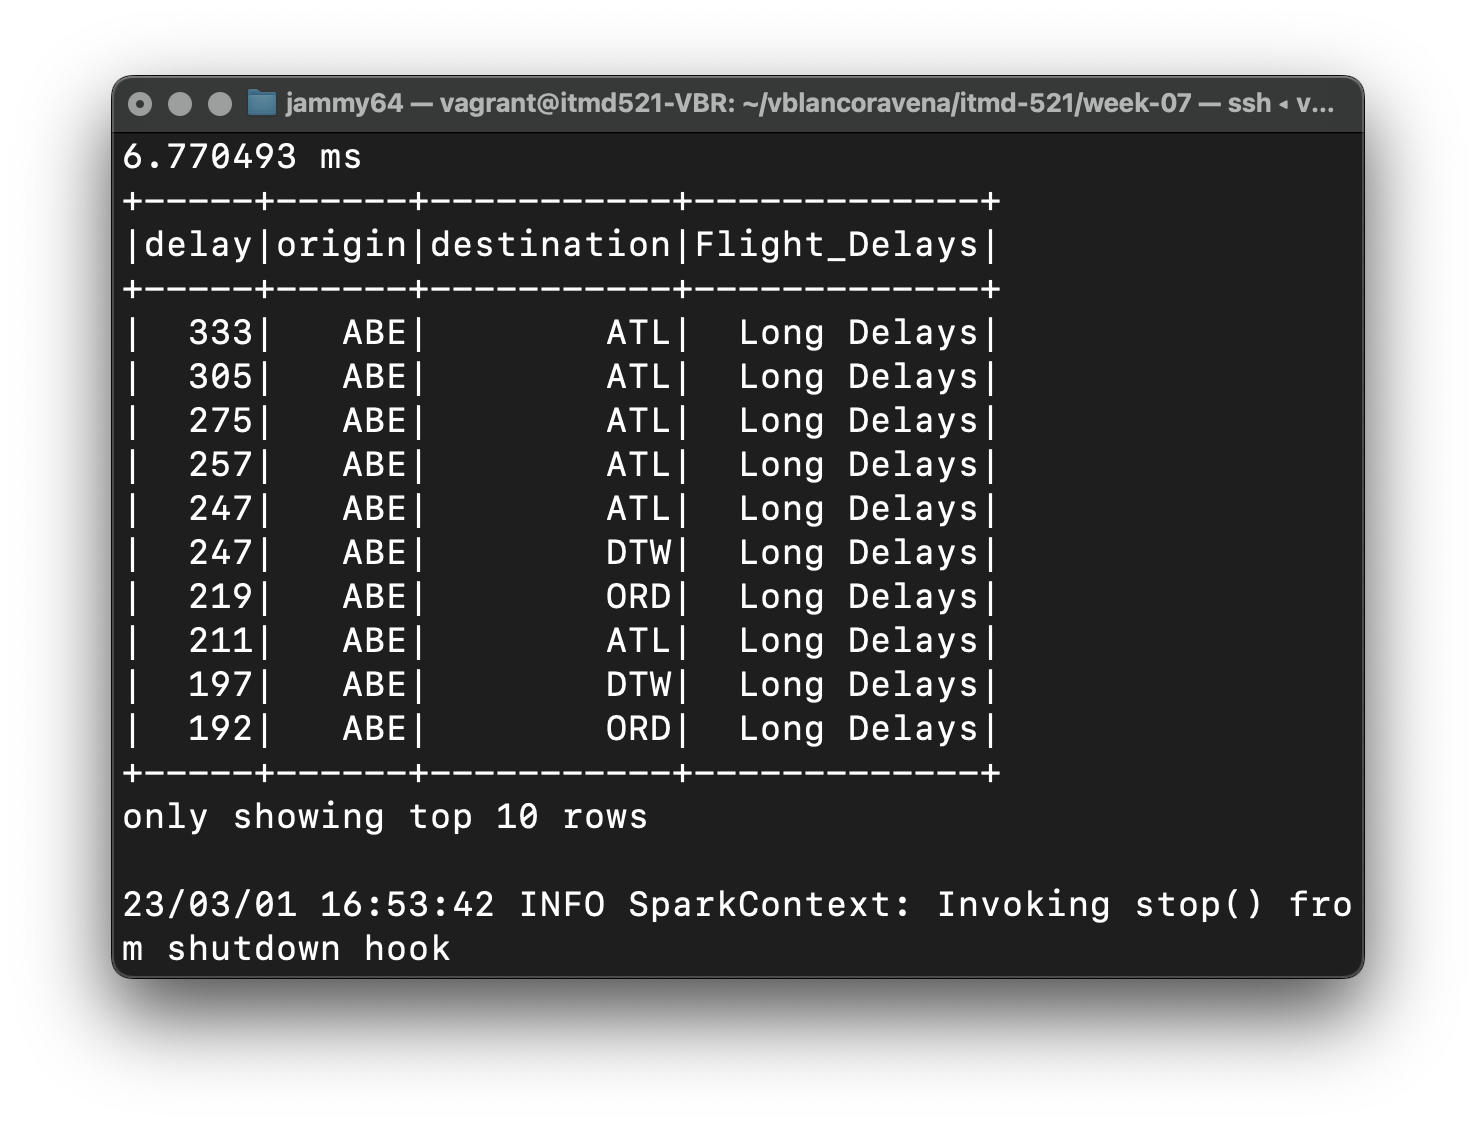 jammy64 — vagrant@itmd521-VBR: ~/vblancoravena/itmd-521/week-07 — ssh ◂ v...
6.770493 ms
+-----+------+-----------+-------------+
|delay|origin|destination|Flight_Delays|
+-----+------+-----------+-------------+
|  333|   ABE|        ATL|  Long Delays|
|  305|   ABE|        ATL|  Long Delays|
|  275|   ABE|        ATL|  Long Delays|
|  257|   ABE|        ATL|  Long Delays|
|  247|   ABE|        ATL|  Long Delays|
|  247|   ABE|        DTW|  Long Delays|
|  219|   ABE|        ORD|  Long Delays|
|  211|   ABE|        ATL|  Long Delays|
|  197|   ABE|        DTW|  Long Delays|
|  192|   ABE|        ORD|  Long Delays|
+-----+------+-----------+-------------+
only showing top 10 rows
23/03/01 16:53:42 INFO SparkContext: Invoking stop() fro
m shutdown hook